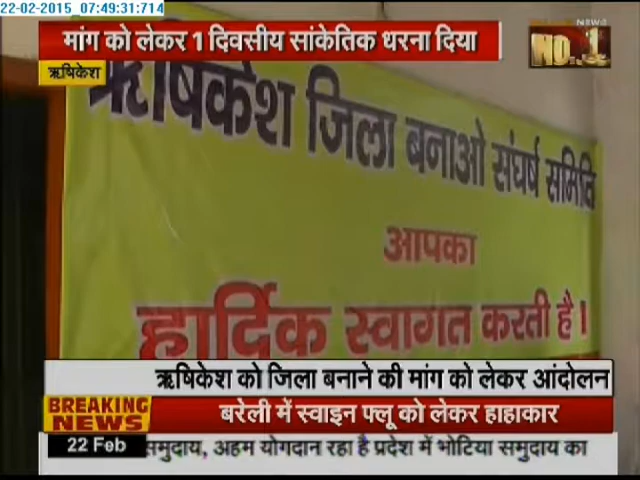 22-02-2015 07:49:31:714
मांग को लेकर 1 दिवसीय सांकेतिक धरना दिया
NEWS
NO. 1
ऋषिकेश
ऋषिकेश जिला बनाओ संघर्ष समिति
आपका
हार्दिक स्वागत करती है।
ऋषिकेश को जिला बनाने की मांग को लेकर आंदोलन
BREAKING NEWS
बरेली में स्वाइन फ्लू को लेकर हाहाकार
22 Feb
समुदाय, अहम योगदान रहा है प्रदेश में भोटिया समुदाय का